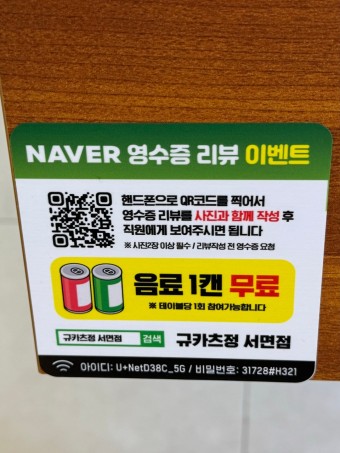 NAVER 영수증 리뷰 이벤트
핸드폰으로 QR코드를 찍어서
영수증 리뷰를 사진과 함께 작성 후
직원에게 보여주시면 됩니다
※ 사진2장 이상 필수 / 리뷰작성 전 영수증 요청
음료 1캔 무료
※ 테이블당 1회 참여가능합니다
규카츠정 서면점 검색 규카츠정 서면점
아이디: U+NetD38C_5G / 비밀번호: 31728#H321